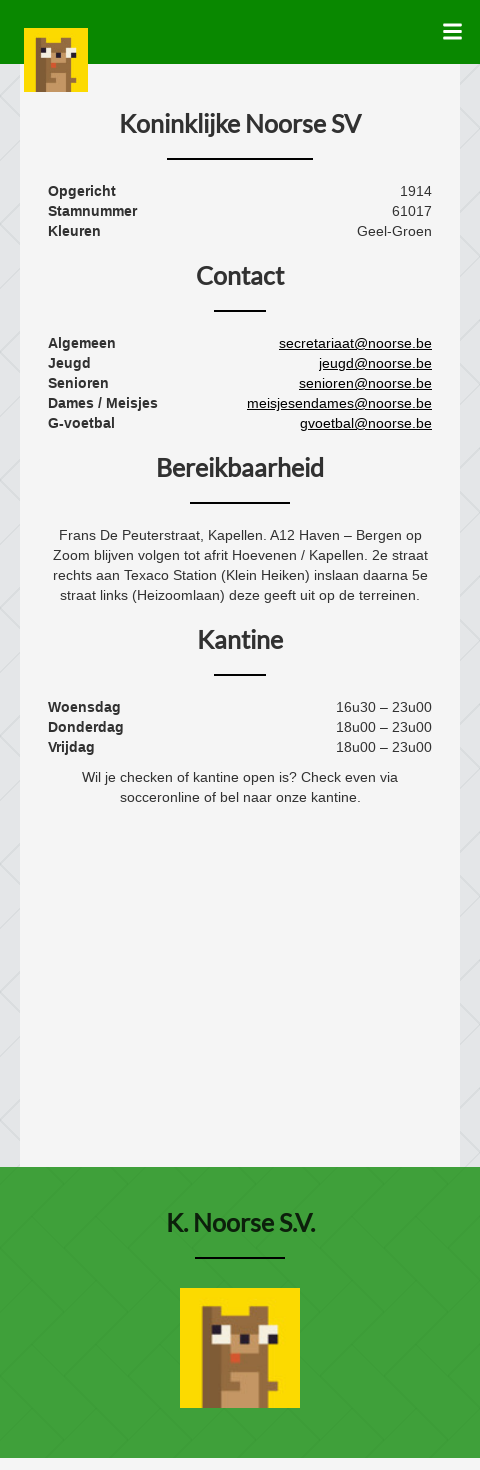 Koninklijke Noorse SV
Opgericht 1914
Stamnummer 61017
Kleuren Geel-Groen
Contact
Algemeen secretariaat@noorse.be
Jeugd jeugd@noorse.be
Senioren senioren@noorse.be
Dames / Meisjes meisjesendames@noorse.be
G-voetbal gvoetbal@noorse.be
Bereikbaarheid
Frans De Peuterstraat, Kapellen. A12 Haven – Bergen op
Zoom blijven volgen tot afrit Hoevenen / Kapellen. 2e straat
rechts aan Texaco Station (Klein Heiken) inslaan daarna 5e
straat links (Heizoomlaan) deze geeft uit op de terreinen.
Kantine
Woensdag 16u30 – 23u00
Donderdag 18u00 – 23u00
Vrijdag 18u00 – 23u00
Wil je checken of kantine open is? Check even via
socceronline of bel naar onze kantine.
K. Noorse S.V.